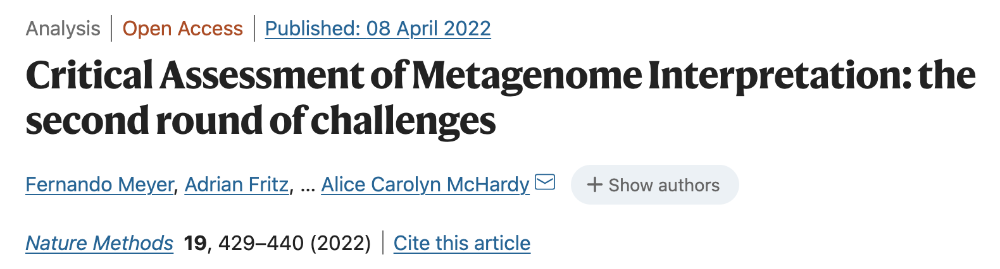 Analysis | Open Access | Published: 08 April 2022
Critical Assessment of Metagenome Interpretation: the
second round of challenges
Fernando Meyer, Adrian Fritz, ... Alice Carolyn McHardy + Show authors
Nature Methods 19, 429–440 (2022) | Cite this article